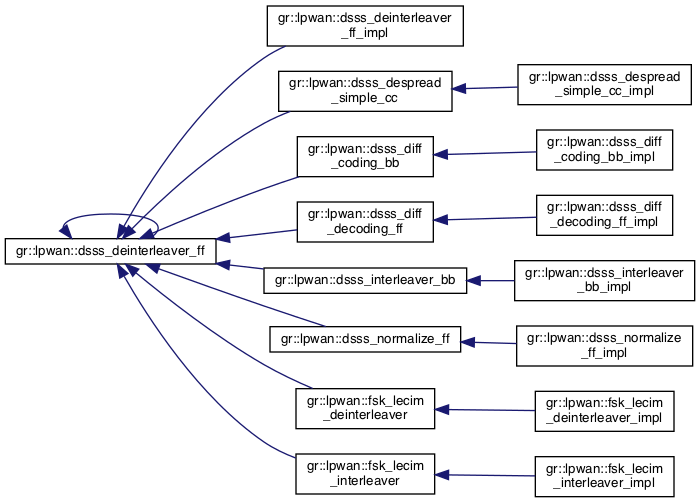 gr::lpwan::dsss_deinterleaver
_ff_impl
gr::lpwan::dsss_despread
_simple_cc
gr::lpwan::dsss_despread
_simple_cc_impl
gr::lpwan::dsss_diff
_coding_bb
gr::lpwan::dsss_diff
_coding_bb_impl
gr::lpwan::dsss_diff
_decoding_ff
gr::lpwan::dsss_diff
_decoding_ff_impl
gr::lpwan::dsss_deinterleaver_ff
gr::lpwan::dsss_interleaver_bb
gr::lpwan::dsss_interleaver
_bb_impl
gr::lpwan::dsss_normalize_ff
gr::lpwan::dsss_normalize
_ff_impl
gr::lpwan::fsk_lecim
_deinterleaver
gr::lpwan::fsk_lecim
_deinterleaver_impl
gr::lpwan::fsk_lecim
_interleaver
gr::lpwan::fsk_lecim
_interleaver_impl